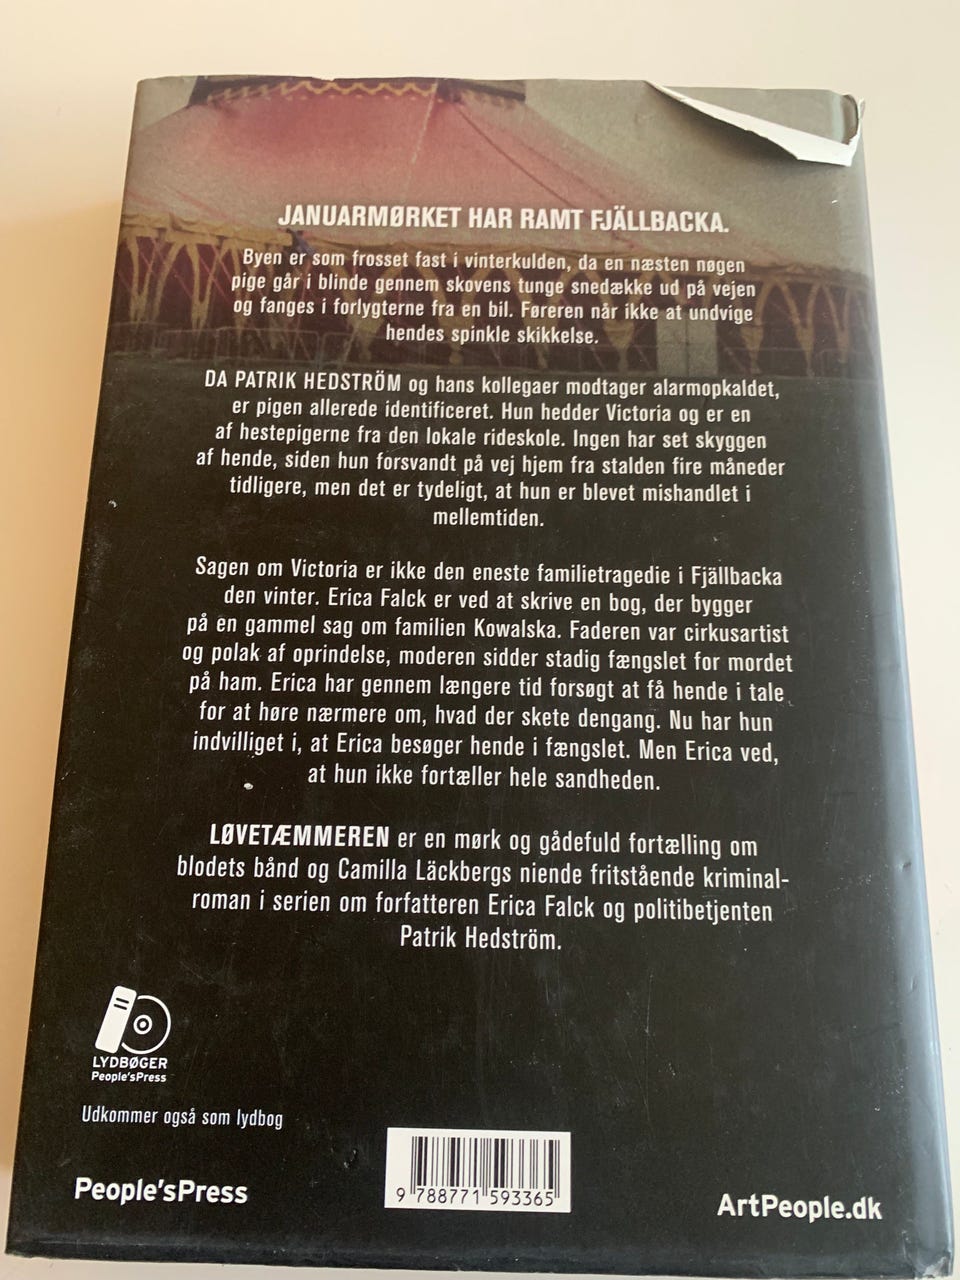 JANUARMØRKET HAR RAMT FJÄLLBACKA.
Byen er som frosset fast i vinterkulden, da en næsten nøgen
pige går i blinde gennem skovens tunge snedække ud på vejen
og fanges i forlygterne fra en bil. Føreren når ikke at undvige
hendes spinkle skikkelse.
DA PATRIK HEDSTRÖM og hans kollegaer modtager alarmopkaldet,
er pigen allerede identificeret. Hun hedder Victoria og er en
af hestepigerne fra den lokale rideskole. Ingen har set skyggen
af hende, siden hun forsvandt på vej hjem fra stalden fire måneder
tidligere, men det er tydeligt, at hun er blevet mishandlet i
mellemtiden.
Sagen om Victoria er ikke den eneste familietragedie i Fjällbacka
den vinter. Erica Falck er ved at skrive en bog, der bygger
på en gammel sag om familien Kowalska. Faderen var cirkusartist
og polak af oprindelse, moderen sidder stadig fængslet for mordet
på ham. Erica har gennem længere tid forsøgt at få hende i tale
for at høre nærmere om, hvad der skete dengang. Nu har hun
indvilliget i, at Erica besøger hende i fængslet. Men Erica ved,
at hun ikke fortæller hele sandheden.
LØVETÆMMEREN er en mørk og gådefuld fortælling om
blodets bånd og Camilla Läckbergs niende fritstående kriminal-
roman i serien om forfatteren Erica Falck og politibetjenten
Patrik Hedström.
LYDBØGER
People'sPress
Udkommer også som lydbog
People'sPress
9 788771 593365
ArtPeople.dk